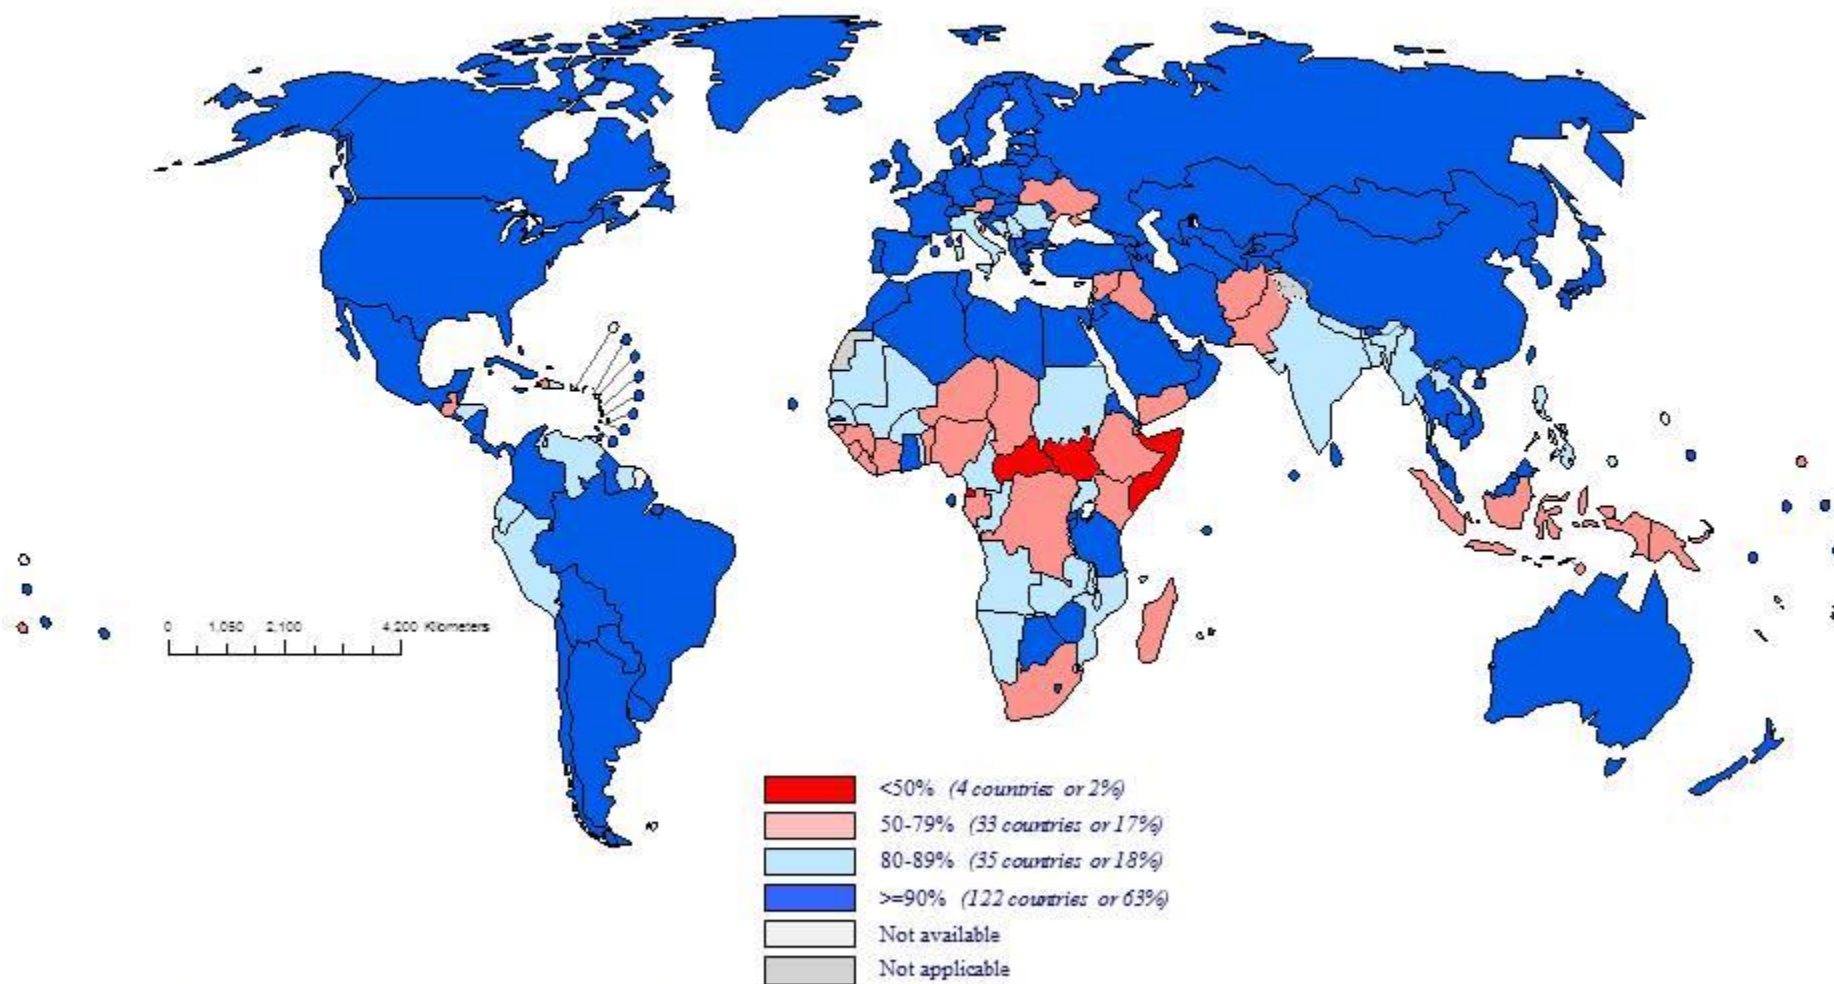 0 1,050 2,100 4,200 Kilometers
<50% (4 countries or 2%)
50-79% (33 countries or 17%)
80-89% (35 countries or 18%)
>=90% (122 countries or 63%)
Not available
Not applicable